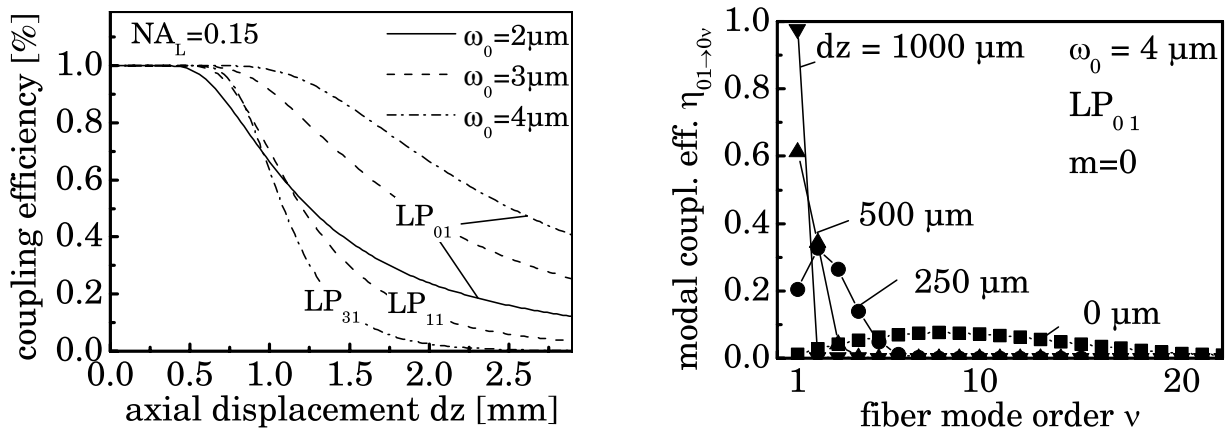 NA_L=0.15
ω_0=2µm
ω_0=3µm
ω_0=4µm
LP_01
LP_31
LP_11
coupling efficiency [%]
1.0
0.8
0.6
0.4
0.2
0.0
0.0 0.5 1.0 1.5 2.0 2.5
axial displacement dz [mm]
modal coupl. eff. η_01→0ν
1.0
0.8
0.6
0.4
0.2
0.0
dz = 1000 µm
ω_0 = 4 µm
LP_0 1
m=0
500 µm
250 µm
0 µm
1 10 20
fiber mode order ν